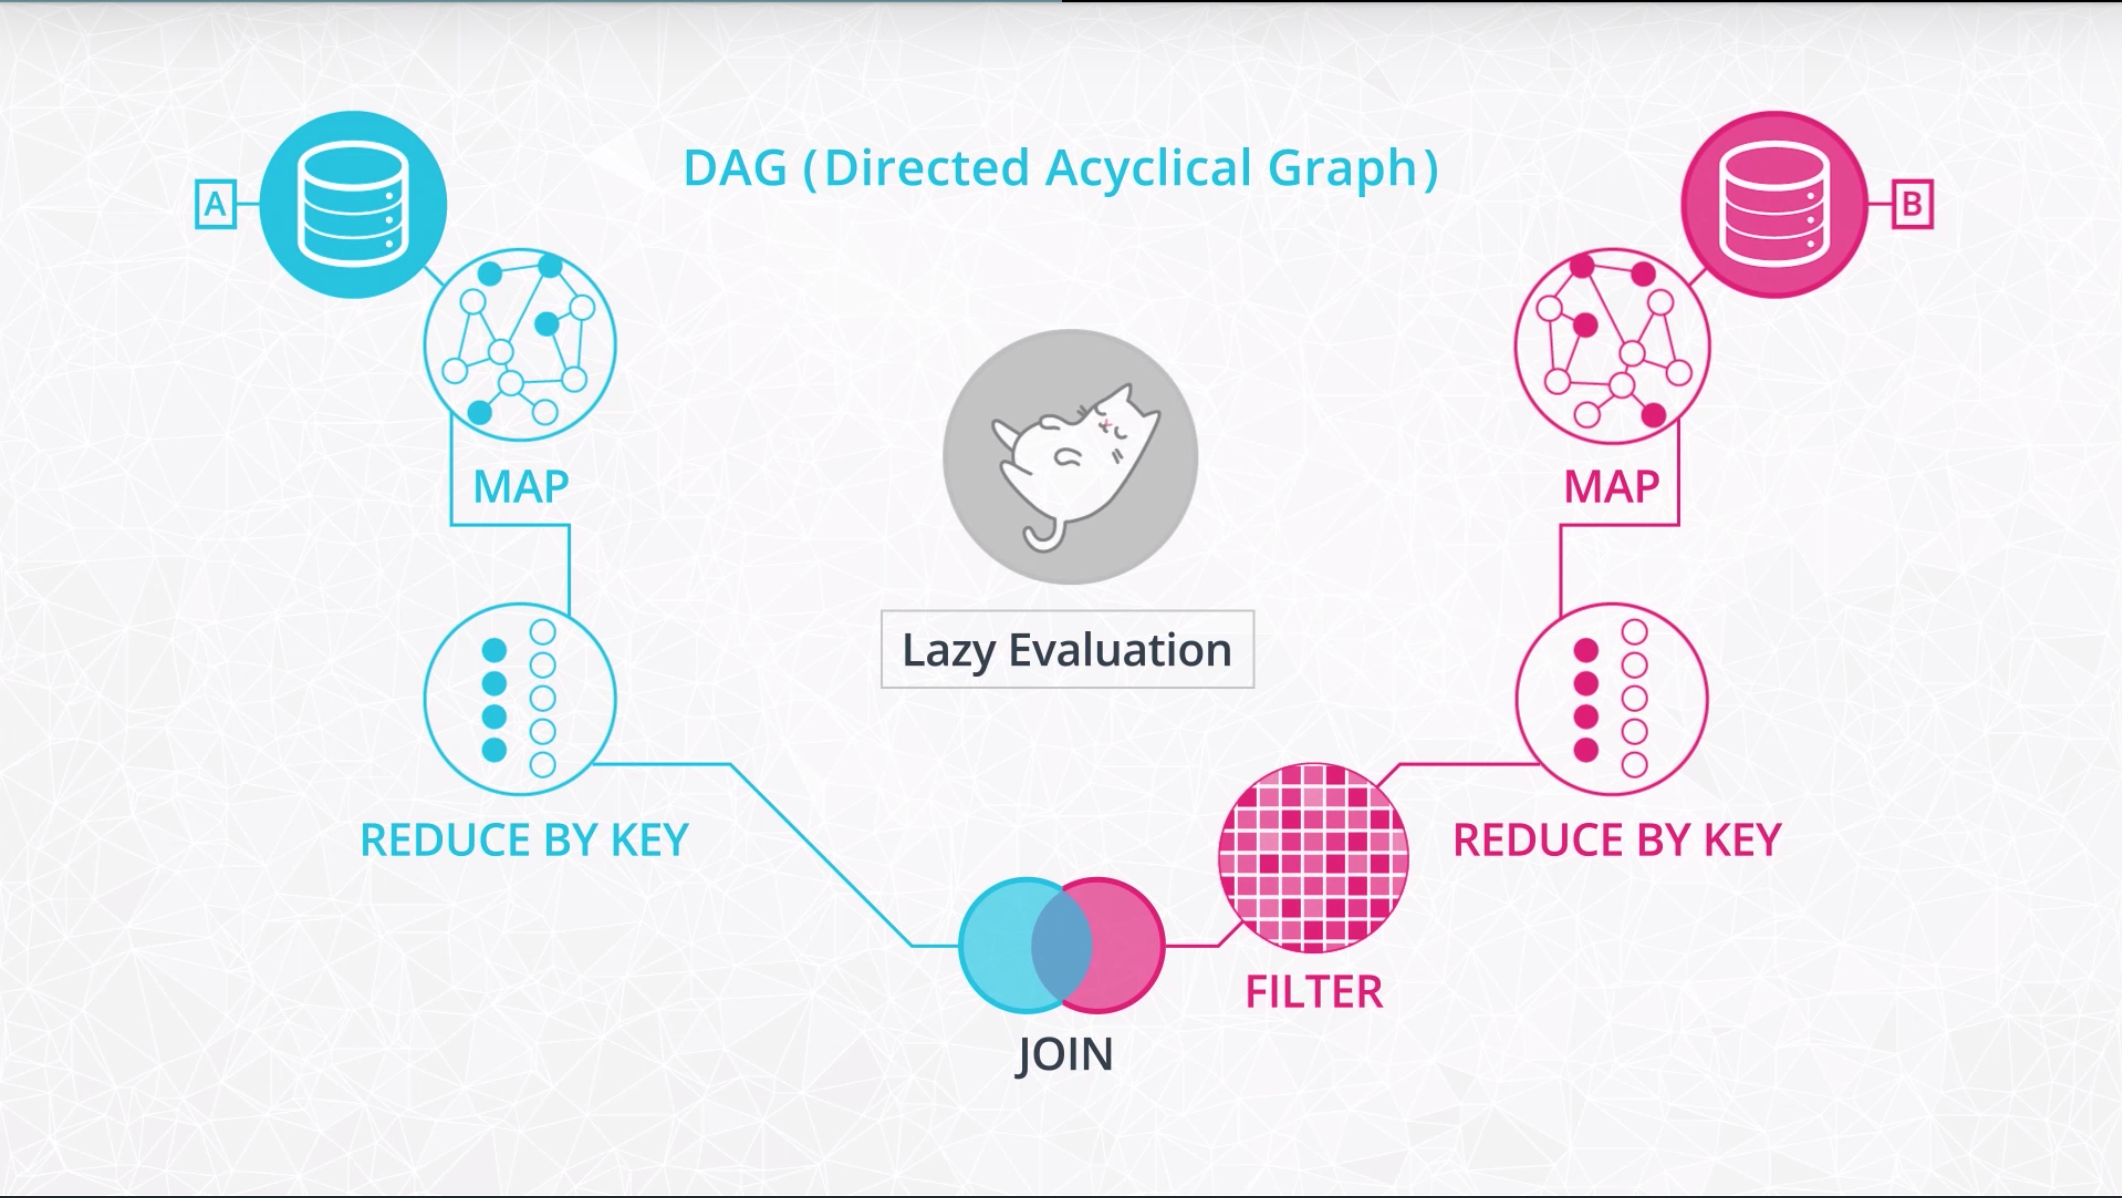 DAG (Directed Acyclical Graph)
A
B
MAP
MAP
Lazy Evaluation
REDUCE BY KEY
REDUCE BY KEY
FILTER
JOIN